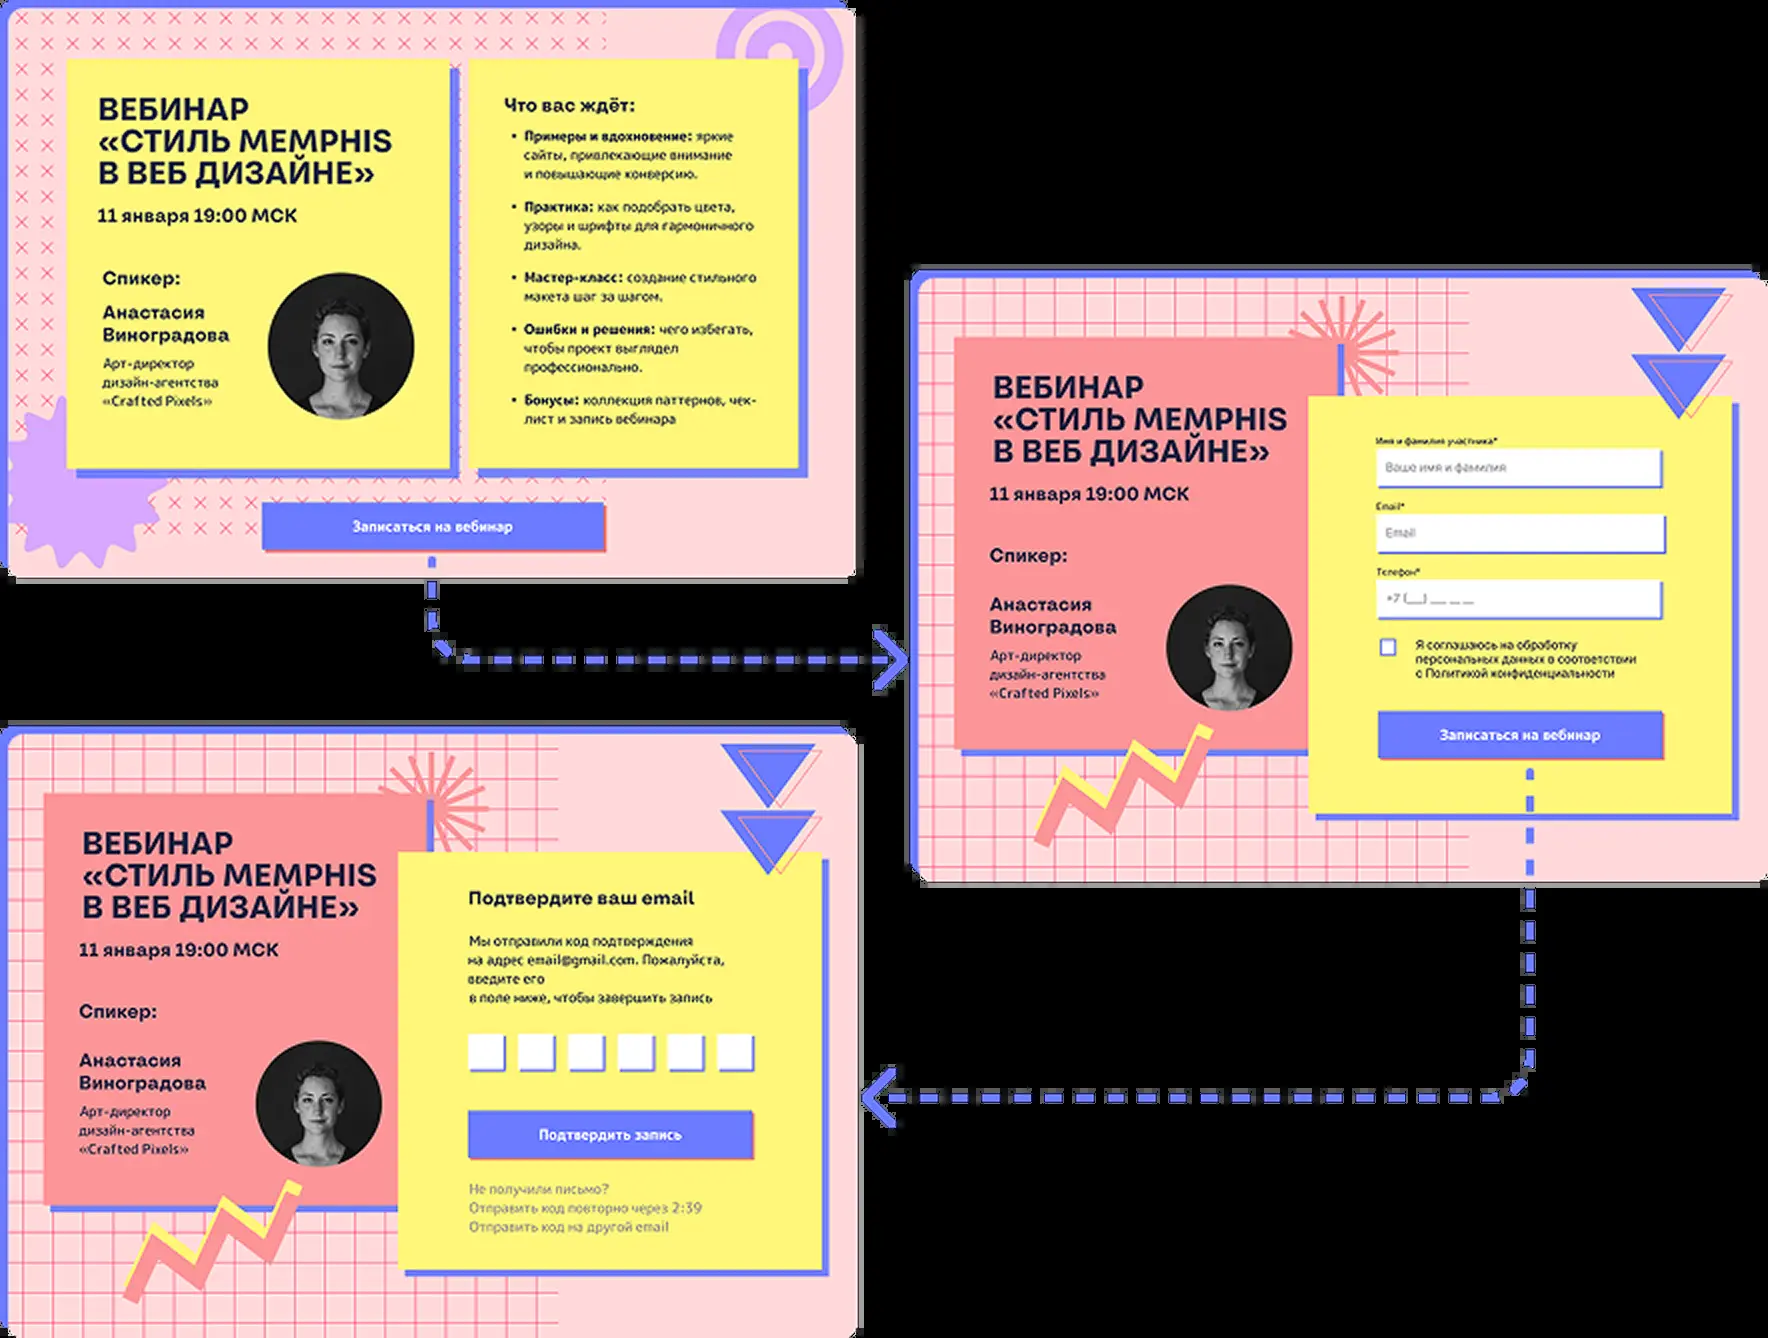 ВЕБИНАР
«СТИЛЬ MEMPHIS
В ВЕБ ДИЗАЙНЕ»
11 января 19:00 МСК
Спикер:
Анастасия
Виноградова
Арт-директор
дизайн-агентства
«Crafted Pixels»
Что вас ждёт:
• Примеры и вдохновение: яркие
сайты, привлекающие внимание
и повышающие конверсию.
• Практика: как подобрать цвета,
узоры и шрифты для гармоничного
дизайна.
• Мастер-класс: создание стильного
макета шаг за шагом.
• Ошибки и решения: чего избегать,
чтобы проект выглядел
профессионально.
• Бонусы: коллекция паттернов, чек-
лист и запись вебинара
Записаться на вебинар
ВЕБИНАР
«СТИЛЬ MEMPHIS
В ВЕБ ДИЗАЙНЕ»
11 января 19:00 МСК
Спикер:
Анастасия
Виноградова
Арт-директор
дизайн-агентства
«Crafted Pixels»
Имя и фамилия участника*
Ваше имя и фамилия
Email*
Email
Телефон*
+7 (__) __ _ _
Я соглашаюсь на обработку
персональных данных в соответствии
с Политикой конфиденциальности
Записаться на вебинар
ВЕБИНАР
«СТИЛЬ MEMPHIS
В ВЕБ ДИЗАЙНЕ»
11 января 19:00 МСК
Спикер:
Анастасия
Виноградова
Арт-директор
дизайн-агентства
«Crafted Pixels»
Подтвердите ваш email
Мы отправили код подтверждения
на адрес email@gmail.com. Пожалуйста,
введите его
в поле ниже, чтобы завершить запись
Подтвердить запись
Не получили письмо?
Отправить код повторно через 2:39
Отправить код на другой email